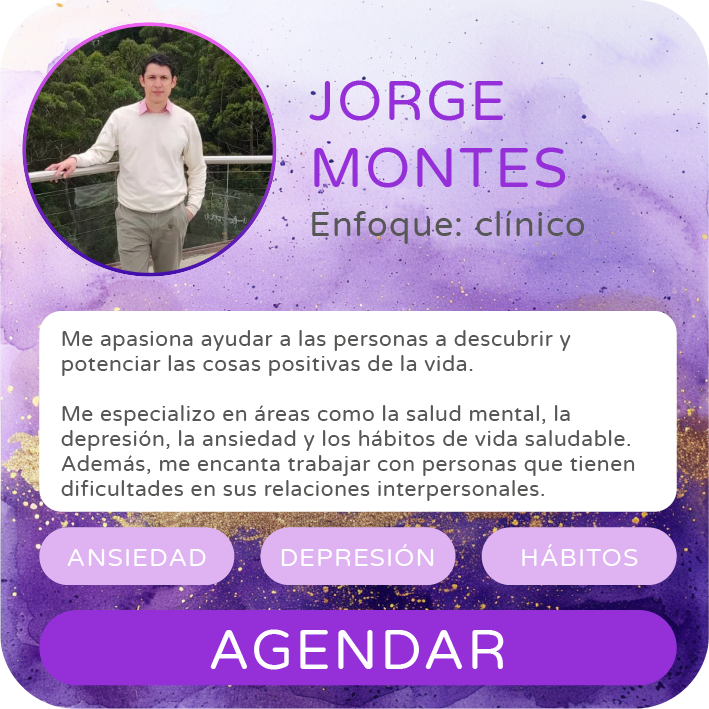 JORGE
MONTES
Enfoque: clínico
Me apasiona ayudar a las personas a descubrir y
potenciar las cosas positivas de la vida.
Me especializo en áreas como la salud mental, la
depresión, la ansiedad y los hábitos de vida saludable.
Además, me encanta trabajar con personas que tienen
dificultades en sus relaciones interpersonales.
ANSIEDAD
DEPRESIÓN
HÁBITOS
AGENDAR